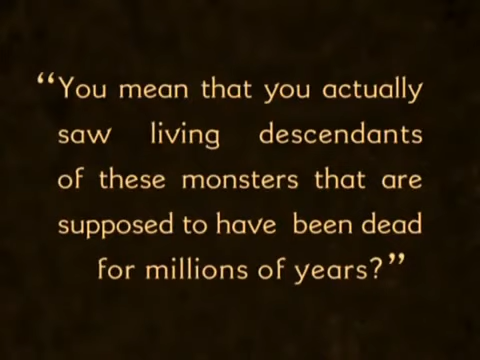 “You mean that you actually
saw living descendants
of these monsters that are
supposed to have been dead
for millions of years?”